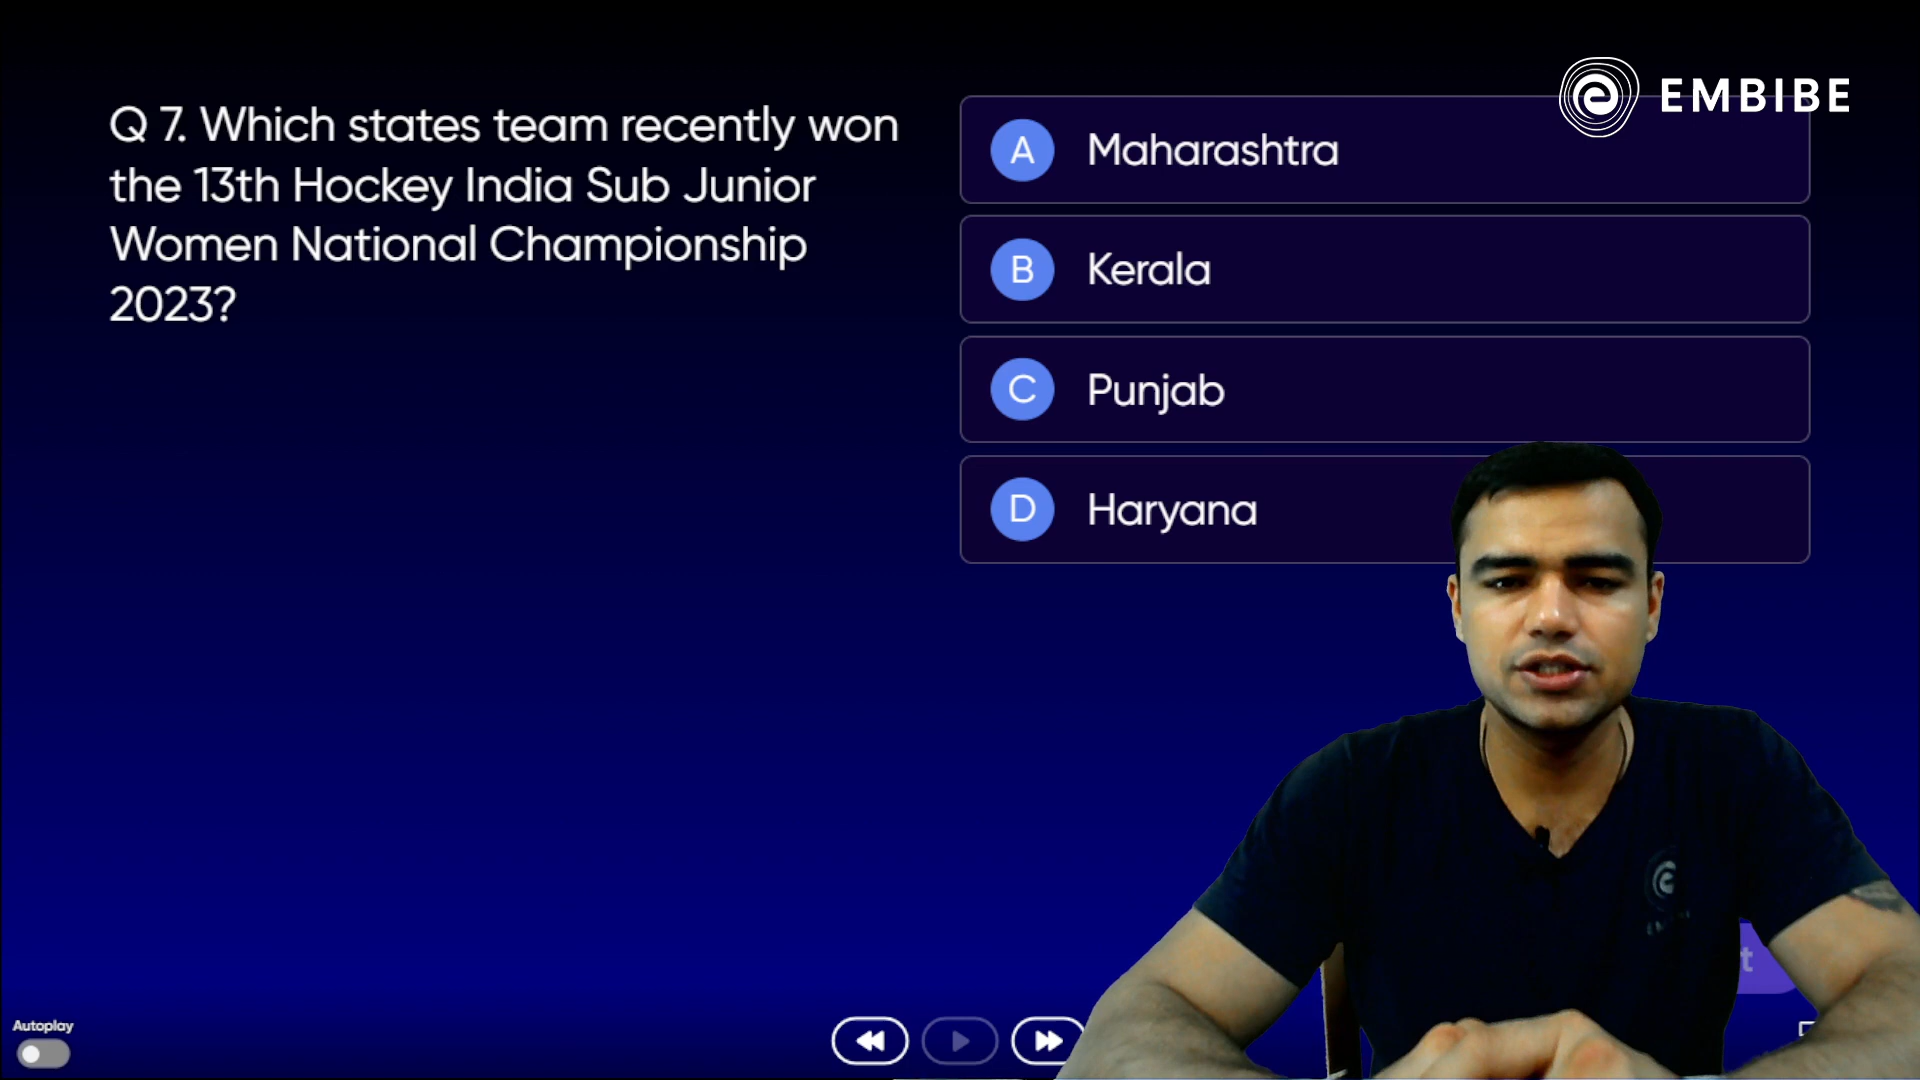 EMBIBE
Q 7. Which states team recently won
the 13th Hockey India Sub Junior
Women National Championship
2023?
A Maharashtra
B Kerala
C Punjab
D Haryana
t
Autoplay